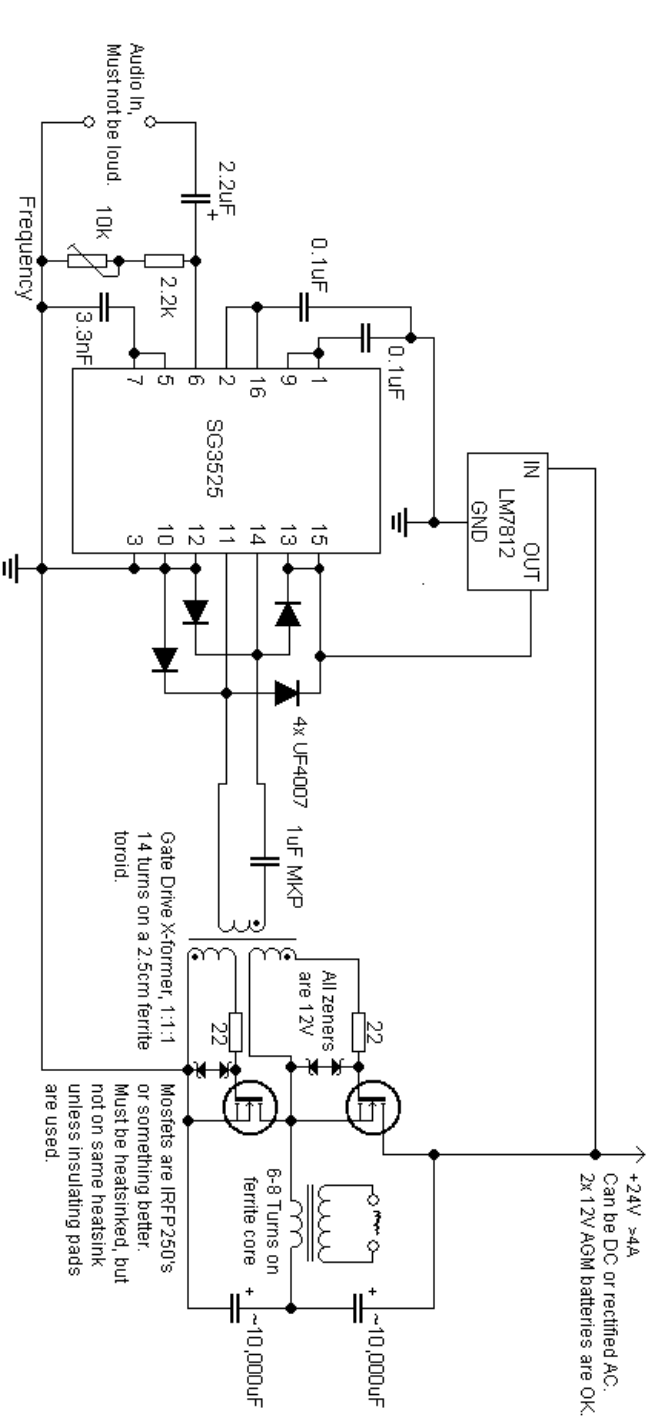 +24V >4A
Can be DC or rectified AC.
2x 12V AGM batteries are OK.
IN
OUT
LM7812
GND
0.1uF
0.1uF
2.2uF
+
Audio In,
Must not be loud.
10k
2.2k
3.3nF
Frequency
1
9
16
2
6
5
7
SG3525
15
13
14
11
12
10
3
4x UF4007
1uF MKP
Gate Drive X-former, 1:1:1
14 turns on a 2.5cm ferrite
toroid.
22
22
All zeners
are 12V
Mosfets are IRFP250's
or something better.
Must be heatsinked, but
not on same heatsink
unless insulating pads
are used.
6-8 Turns on
ferrite core
+
~10,000uF
+
~10,000uF